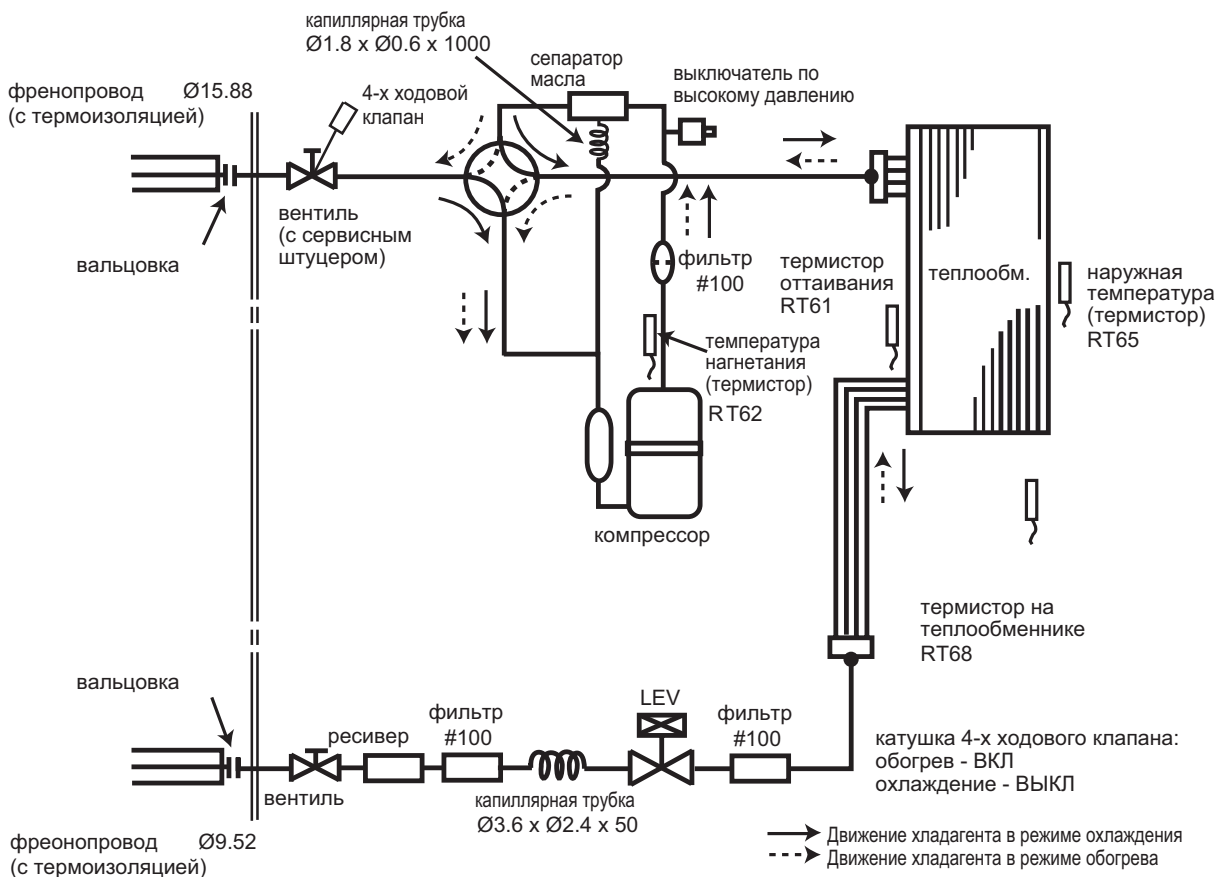 капиллярная трубка
Ø1.8 x Ø0.6 x 1000
сепаратор
масла
выключатель по
высокому давлению
френопровод Ø15.88
(с термоизоляцией)
4-х ходовой
клапан
вентиль
(с сервисным
штуцером)
вальцовка
фильтр
#100
термистор
оттаивания
RT61
теплообм.
наружная
температура
(термистор)
RT65
температура
нагнетания
(термистор)
RT62
компрессор
термистор на
теплообменнике
RT68
вальцовка
ресивер
фильтр
#100
LEV
фильтр
#100
катушка 4-х ходового клапана:
обогрев - ВКЛ
охлаждение - ВЫКЛ
вентиль
капиллярная трубка
Ø3.6 x Ø2.4 x 50
фреонопровод Ø9.52
(с термоизоляцией)
Движение хладагента в режиме охлаждения
Движение хладагента в режиме обогрева